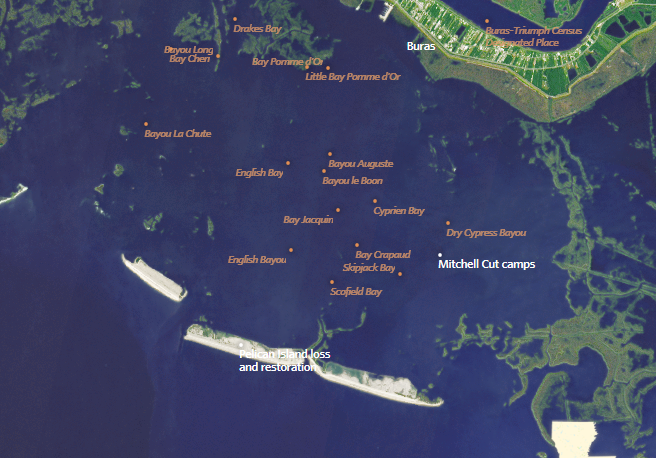 Drakes Bay
Buras-Triumph Census
Designated Place
Buras
Bayou Long
Bay Chen
Bay Pomme d'Or
Little Bay Pomme d'Or
Bayou La Chute
Bayou Auguste
English Bay
Bayou le Boon
Cyprien Bay
Bay Jacquin
Dry Cypress Bayou
Bay Crapaud
English Bayou
Skipjack Bay
Mitchell Cut camps
Scofield Bay
Pelican Island loss
and restoration